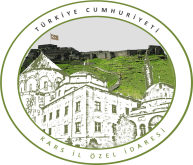 TÜRKİYE CUMHURİYETİ
KARS İL ÖZEL İDARESİ